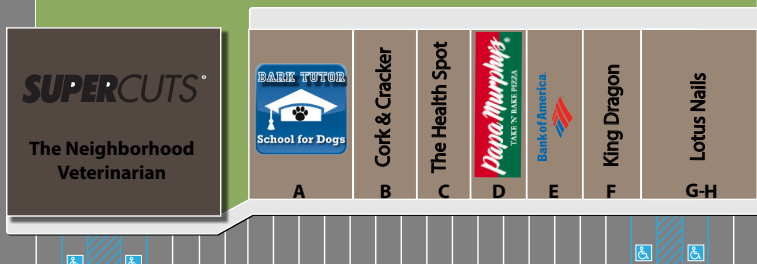 SUPERCUTS
The Neighborhood
Veterinarian
BARK TUTOR
School for Dogs
A
Cork & Cracker
B
The Health Spot
C
Papa Murphy's
TAKE 'N' BAKE PIZZA
D
Bank of America
E
King Dragon
F
Lotus Nails
G-H